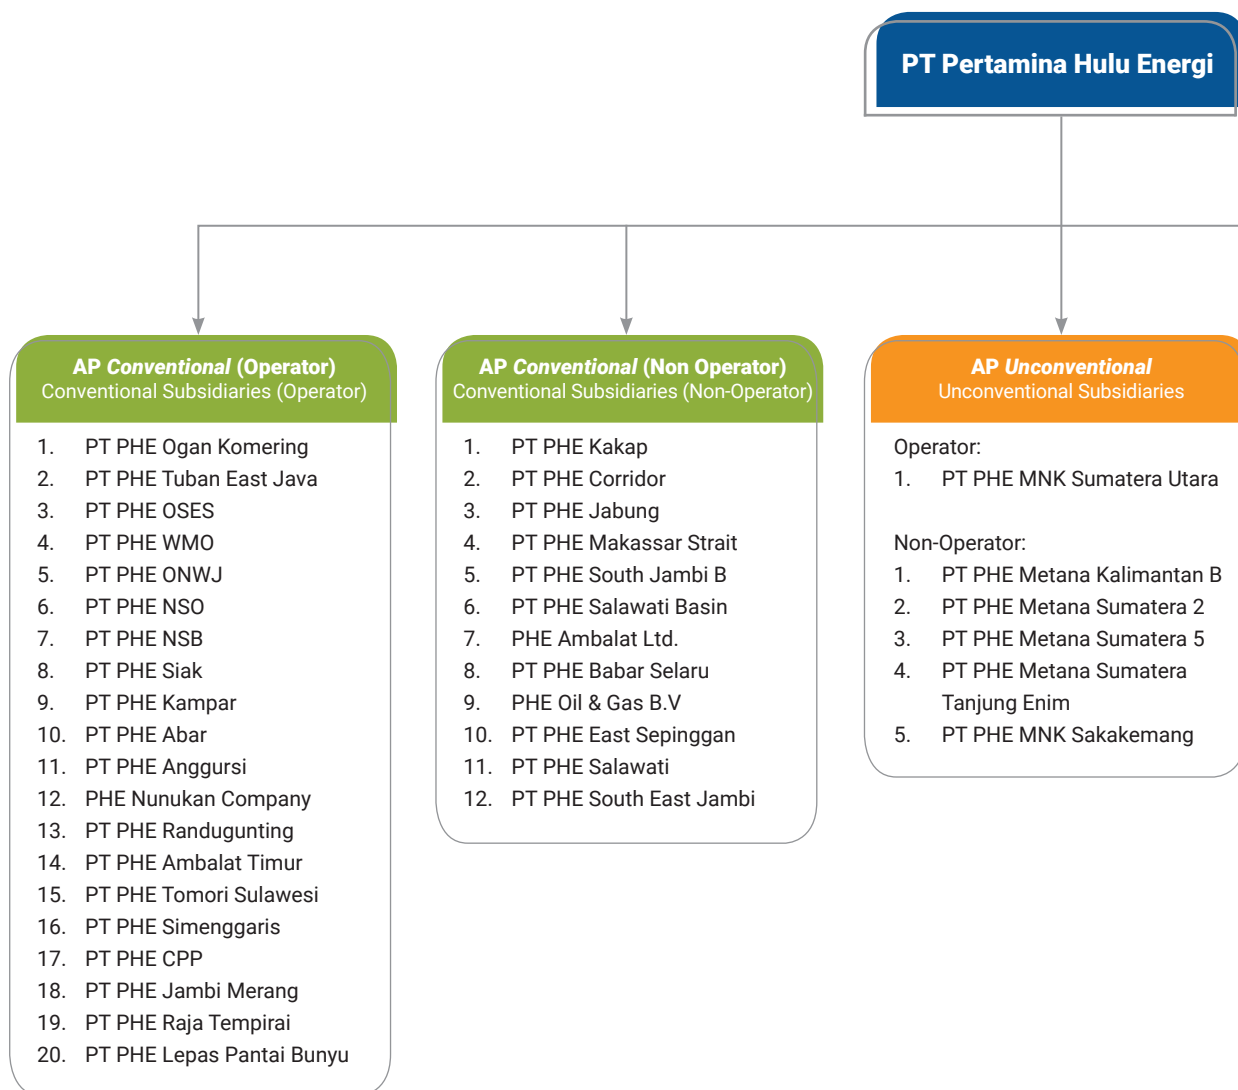 PT Pertamina Hulu Energi
AP Conventional (Operator)
Conventional Subsidiaries (Operator)
1. PT PHE Ogan Komering
2. PT PHE Tuban East Java
3. PT PHE OSES
4. PT PHE WMO
5. PT PHE ONWJ
6. PT PHE NSO
7. PT PHE NSB
8. PT PHE Siak
9. PT PHE Kampar
10. PT PHE Abar
11. PT PHE Anggursi
12. PHE Nunukan Company
13. PT PHE Randugunting
14. PT PHE Ambalat Timur
15. PT PHE Tomori Sulawesi
16. PT PHE Simenggaris
17. PT PHE CPP
18. PT PHE Jambi Merang
19. PT PHE Raja Tempirai
20. PT PHE Lepas Pantai Bunyu
AP Conventional (Non Operator)
Conventional Subsidiaries (Non-Operator)
1. PT PHE Kakap
2. PT PHE Corridor
3. PT PHE Jabung
4. PT PHE Makassar Strait
5. PT PHE South Jambi B
6. PT PHE Salawati Basin
7. PHE Ambalat Ltd.
8. PT PHE Babar Selaru
9. PHE Oil & Gas B.V
10. PT PHE East Sepinggan
11. PT PHE Salawati
12. PT PHE South East Jambi
AP Unconventional
Unconventional Subsidiaries
Operator:
1. PT PHE MNK Sumatera Utara
Non-Operator:
1. PT PHE Metana Kalimantan B
2. PT PHE Metana Sumatera 2
3. PT PHE Metana Sumatera 5
4. PT PHE Metana Sumatera
Tanjung Enim
5. PT PHE MNK Sakakemang